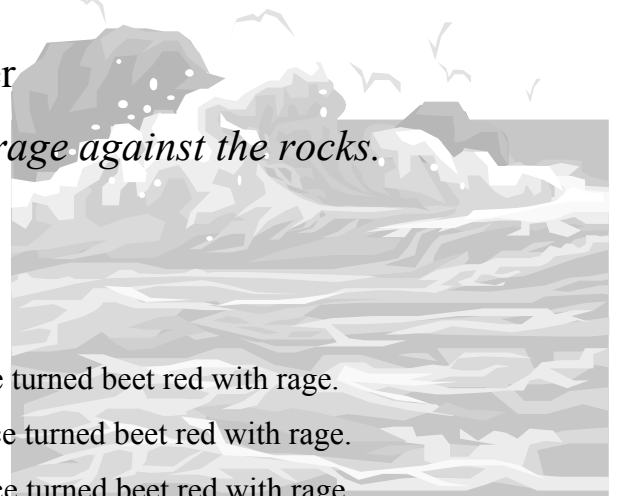 r
rage against the rocks.
e turned beet red with rage.
ce turned beet red with rage.
ce turned beet red with rage